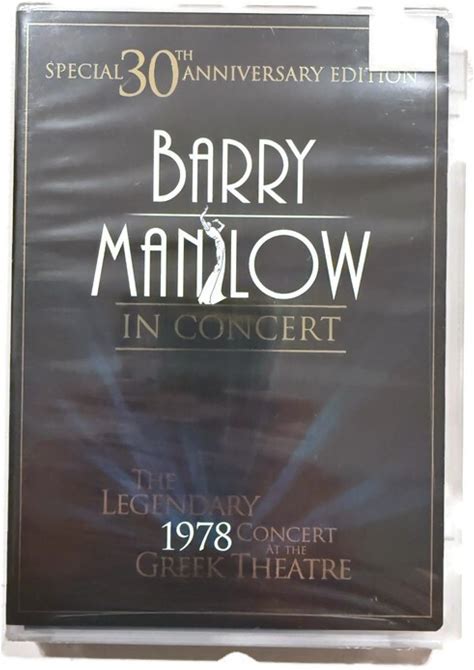 SPECIAL 30TH ANNIVERSARY EDITION
BARRY
MANILOW
IN CONCERT
THE
LEGENDARY
1978 CONCERT
AT THE
GREEK THEATRE